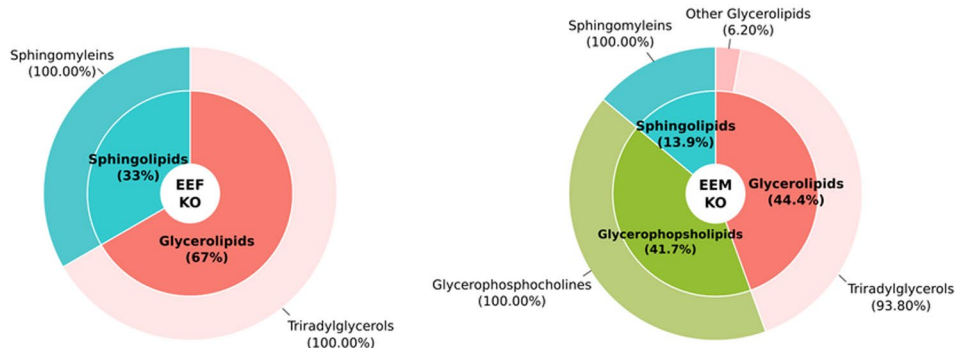 Sphingomyleins
(100.00%)
Sphingolipids
(33%)
EEF
KO
Glycerolipids
(67%)
Triradylglycerols
(100.00%)
Other Glycerolipids
(6.20%)
Sphingomyleins
(100.00%)
Sphingolipids
(13.9%)
EEM
KO
Glycerolipids
(44.4%)
Glycerophopsholipids
(41.7%)
Glycerophosphocholines
(100.00%)
Triradylglycerols
(93.80%)